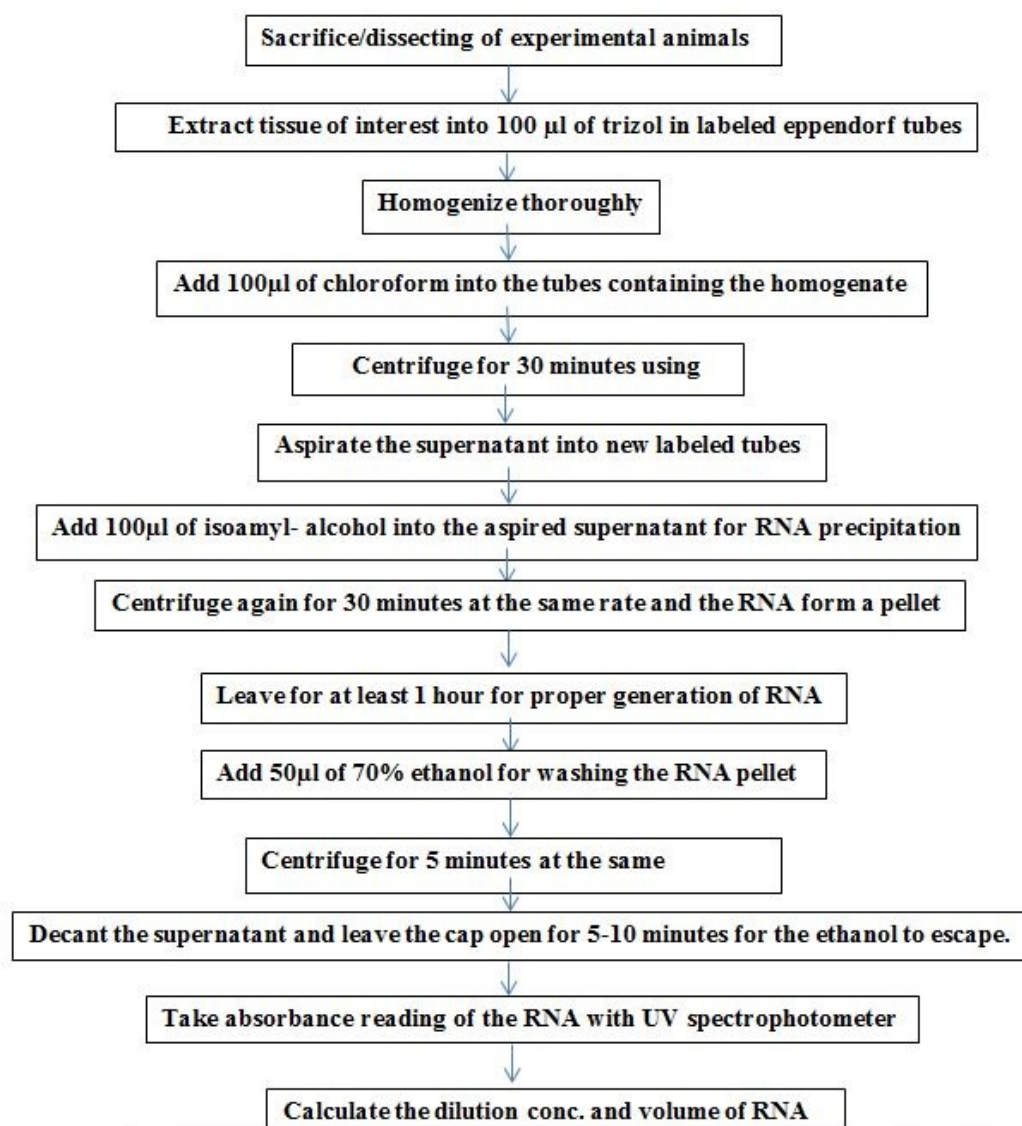 Sacrifice/dissecting of experimental animals
Extract tissue of interest into 100 µl of trizol in labeled eppendorf tubes
Homogenize thoroughly
Add 100µl of chloroform into the tubes containing the homogenate
Centrifuge for 30 minutes using
Aspirate the supernatant into new labeled tubes
Add 100µl of isoamyl- alcohol into the aspired supernatant for RNA precipitation
Centrifuge again for 30 minutes at the same rate and the RNA form a pellet
Leave for at least 1 hour for proper generation of RNA
Add 50µl of 70% ethanol for washing the RNA pellet
Centrifuge for 5 minutes at the same
Decant the supernatant and leave the cap open for 5-10 minutes for the ethanol to escape.
Take absorbance reading of the RNA with UV spectrophotometer
Calculate the dilution conc. and volume of RNA